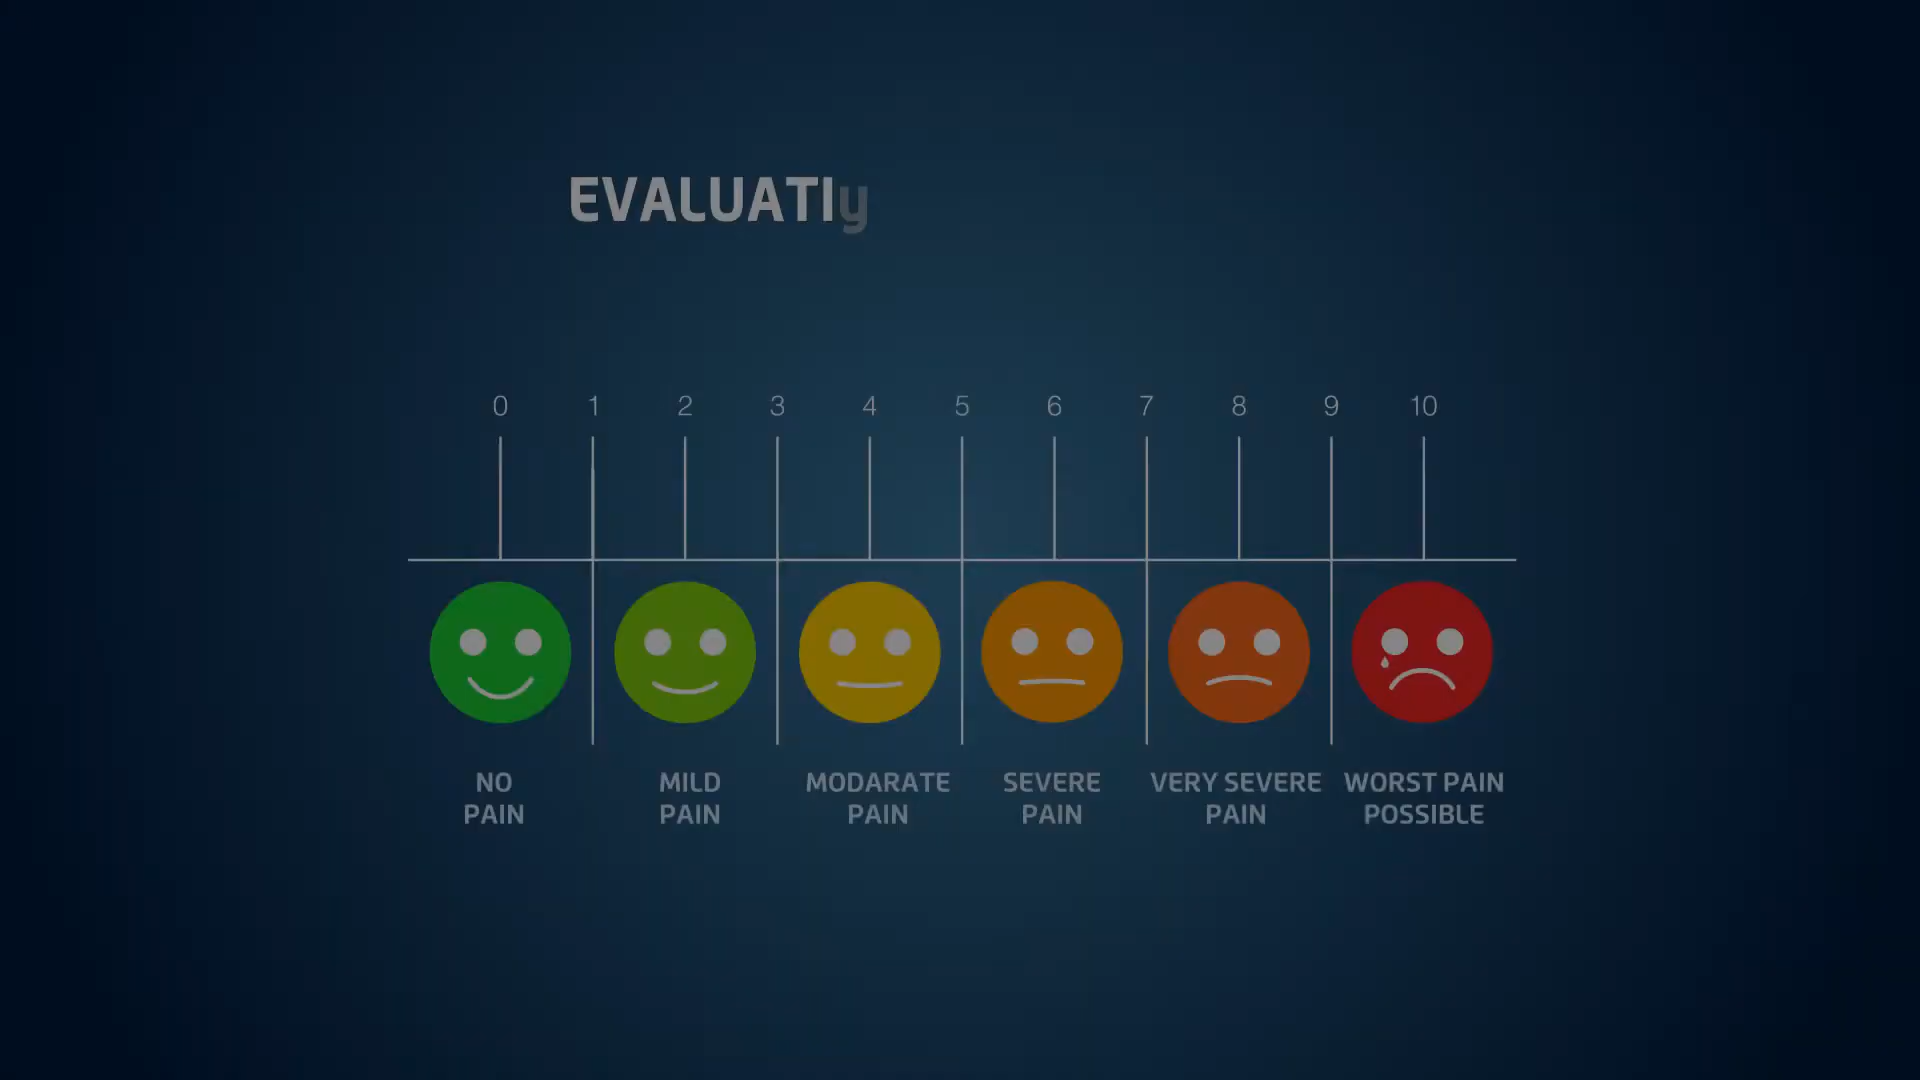 EVALUATIy
0 1 2 3 4 5 6 7 8 9 10
NO PAIN
MILD PAIN
MODARATE PAIN
SEVERE PAIN
VERY SEVERE PAIN
WORST PAIN POSSIBLE